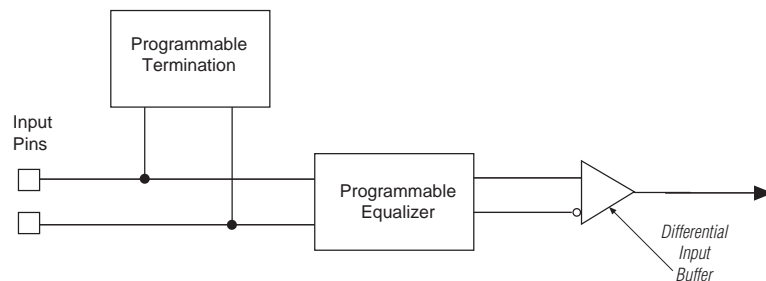 Programmable
Termination
Input
Pins
Programmable
Equalizer
Differential
Input
Buffer